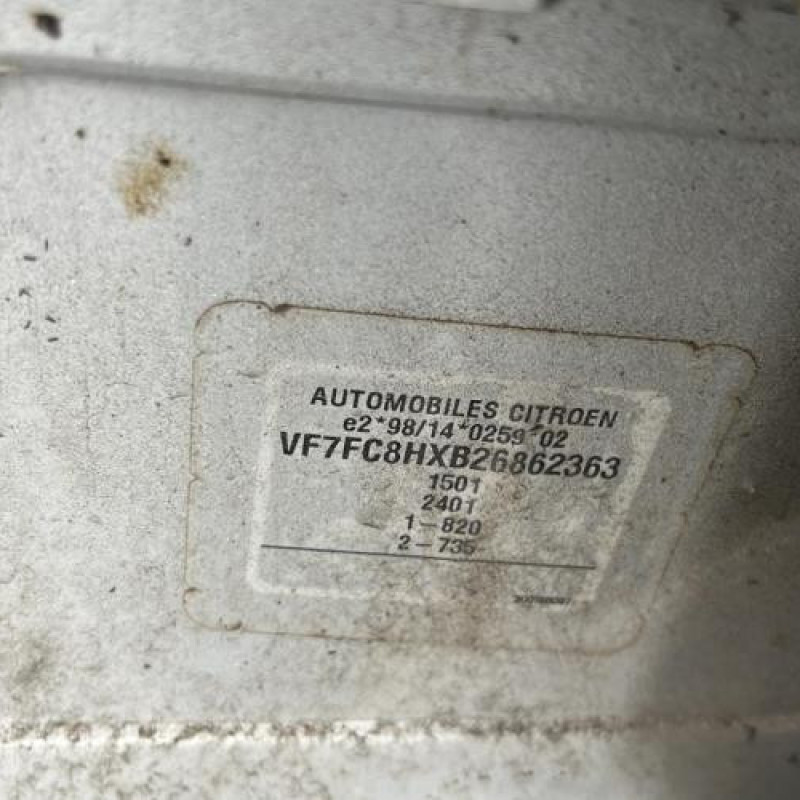 AUTOMOBILES CITROEN
e2*98/14*0259*02
VF7FC8HXB26862363
1501
2401
1-820
2-735